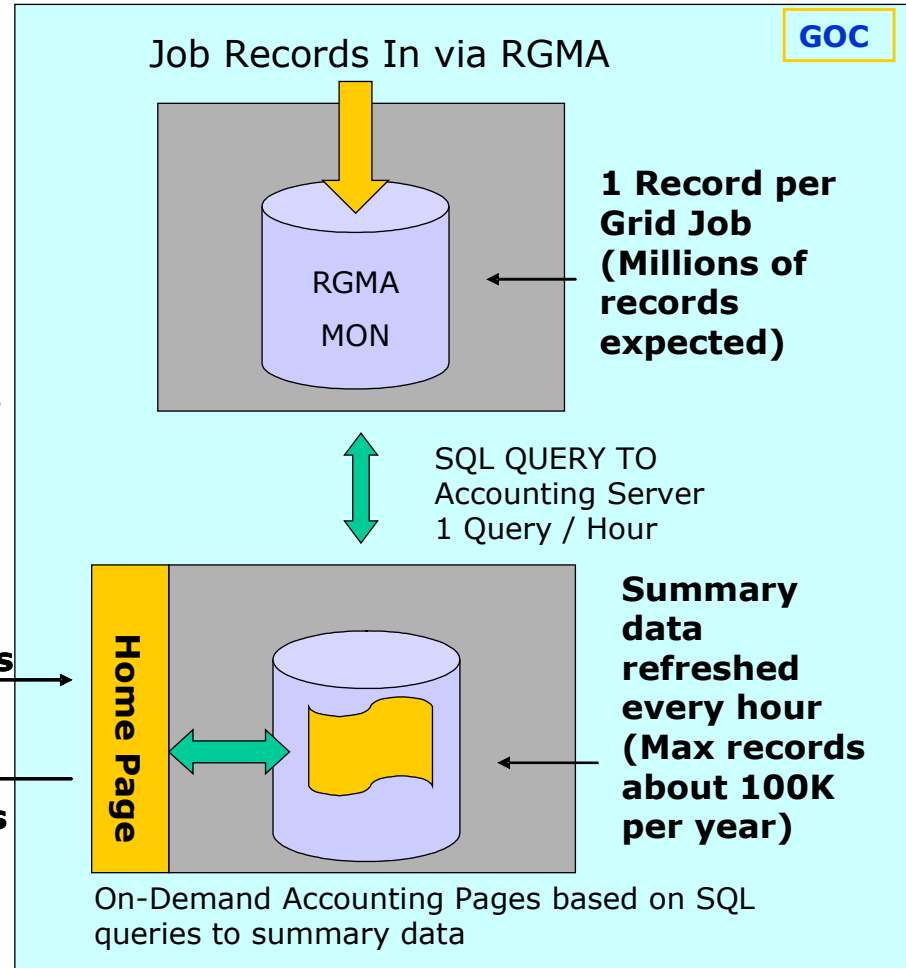 GOC
Job Records In via RGMA
RGMA
MON
1 Record per
Grid Job
(Millions of
records
expected)
SQL QUERY TO
Accounting Server
1 Query / Hour
Home Page
Summary
data
refreshed
every hour
(Max records
about 100K
per year)
On-Demand Accounting Pages based on SQL
queries to summary data